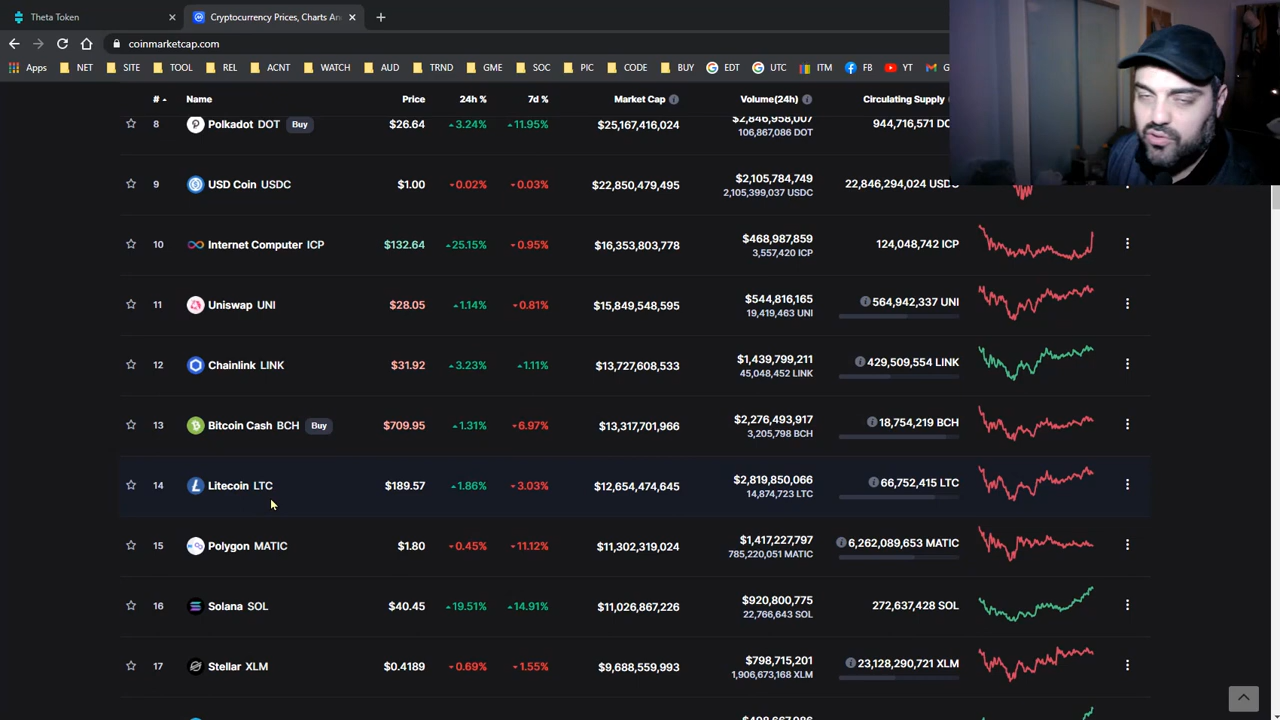 Theta Token
Cryptocurrency Prices, Charts An
coinmarketcap.com
Apps NET SITE TOOL REL ACNT WATCH AUD TRND GME SOC PIC CODE BUY EDT UTC ITM FB YT G
# Name Price 24h % 7d % Market Cap Volume(24h) Circulating Supply
8 Polkadot DOT Buy $26.64 3.24% 11.95% $25,167,416,024 $2,846,958,007 944,716,571 DO
106,867,086 DOT
9 USD Coin USDC $1.00 0.02% 0.03% $22,850,479,495 $2,105,784,749 22,846,294,024 USD
2,105,399,037 USDC
10 Internet Computer ICP $132.64 25.15% 0.95% $16,353,803,778 $468,987,859 124,048,742 ICP
3,557,420 ICP
11 Uniswap UNI $28.05 1.14% 0.81% $15,849,548,595 $544,816,165 564,942,337 UNI
19,419,463 UNI
12 Chainlink LINK $31.92 3.23% 1.11% $13,727,608,533 $1,439,799,211 429,509,554 LINK
45,048,452 LINK
13 Bitcoin Cash BCH Buy $709.95 1.31% 6.97% $13,317,701,966 $2,276,493,917 18,754,219 BCH
3,205,798 BCH
14 Litecoin LTC $189.57 1.86% 3.03% $12,654,474,645 $2,819,850,066 66,752,415 LTC
14,874,723 LTC
15 Polygon MATIC $1.80 0.45% 11.12% $11,302,319,024 $1,417,227,797 6,262,089,653 MATIC
785,220,051 MATIC
16 Solana SOL $40.45 19.51% 14.91% $11,026,867,226 $920,800,775 272,637,428 SOL
22,766,643 SOL
17 Stellar XLM $0.4189 0.69% 1.55% $9,688,559,993 $798,715,201 23,128,290,721 XLM
1,906,673,168 XLM